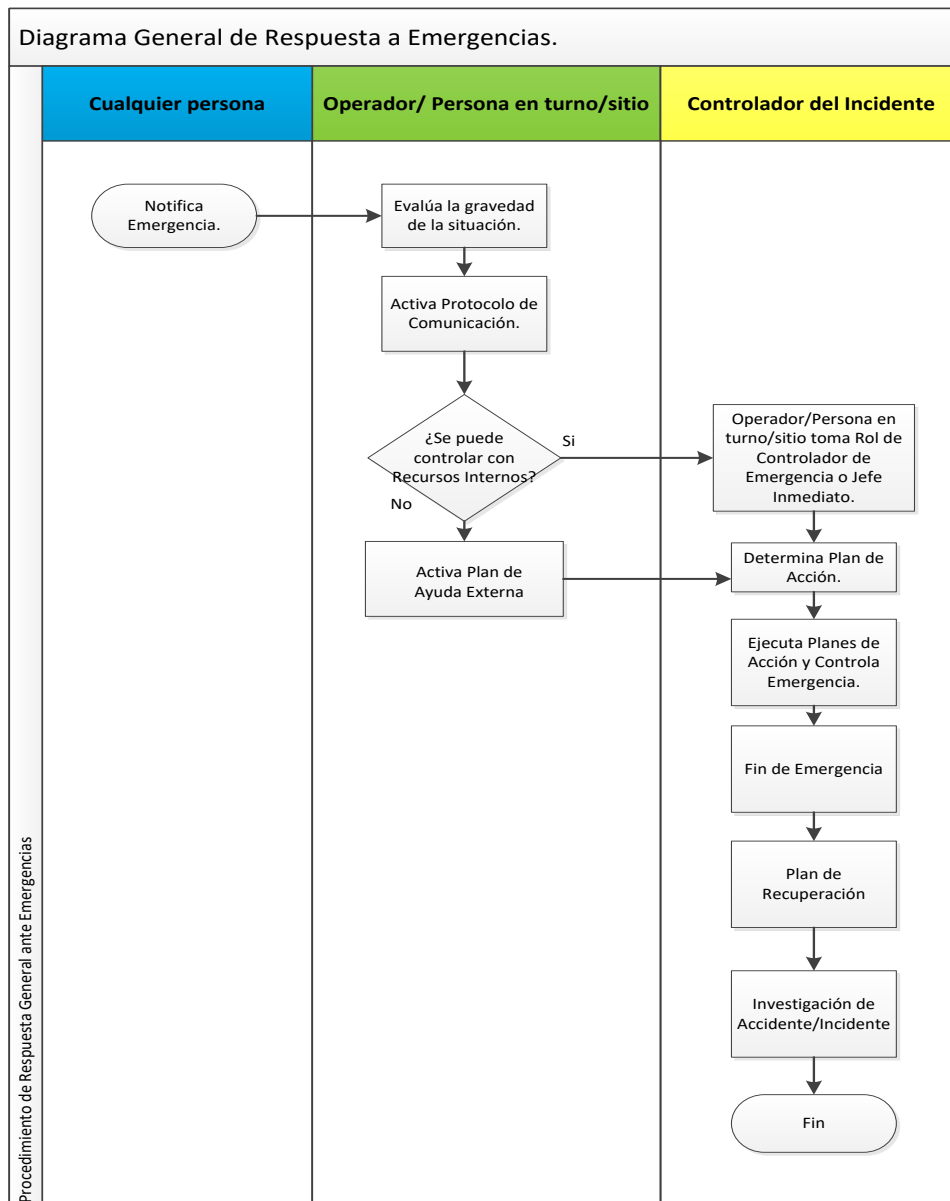 Diagrama General de Respuesta a Emergencias.
Cualquier persona
Operador/ Persona en turno/sitio
Controlador del Incidente
Notifica
Emergencia.
Evalúa la gravedad
de la situación.
Activa Protocolo de
Comunicación.
¿Se puede
controlar con
Recursos Internos?
Si
No
Operador/Persona en
turno/sitio toma Rol de
Controlador de
Emergencia o Jefe
Inmediato.
Activa Plan de
Ayuda Externa
Determina Plan de
Acción.
Ejecuta Planes de
Acción y Controla
Emergencia.
Fin de Emergencia
Plan de
Recuperación
Investigación de
Accidente/Incidente
Fin
Procedimiento de Respuesta General ante Emergencias